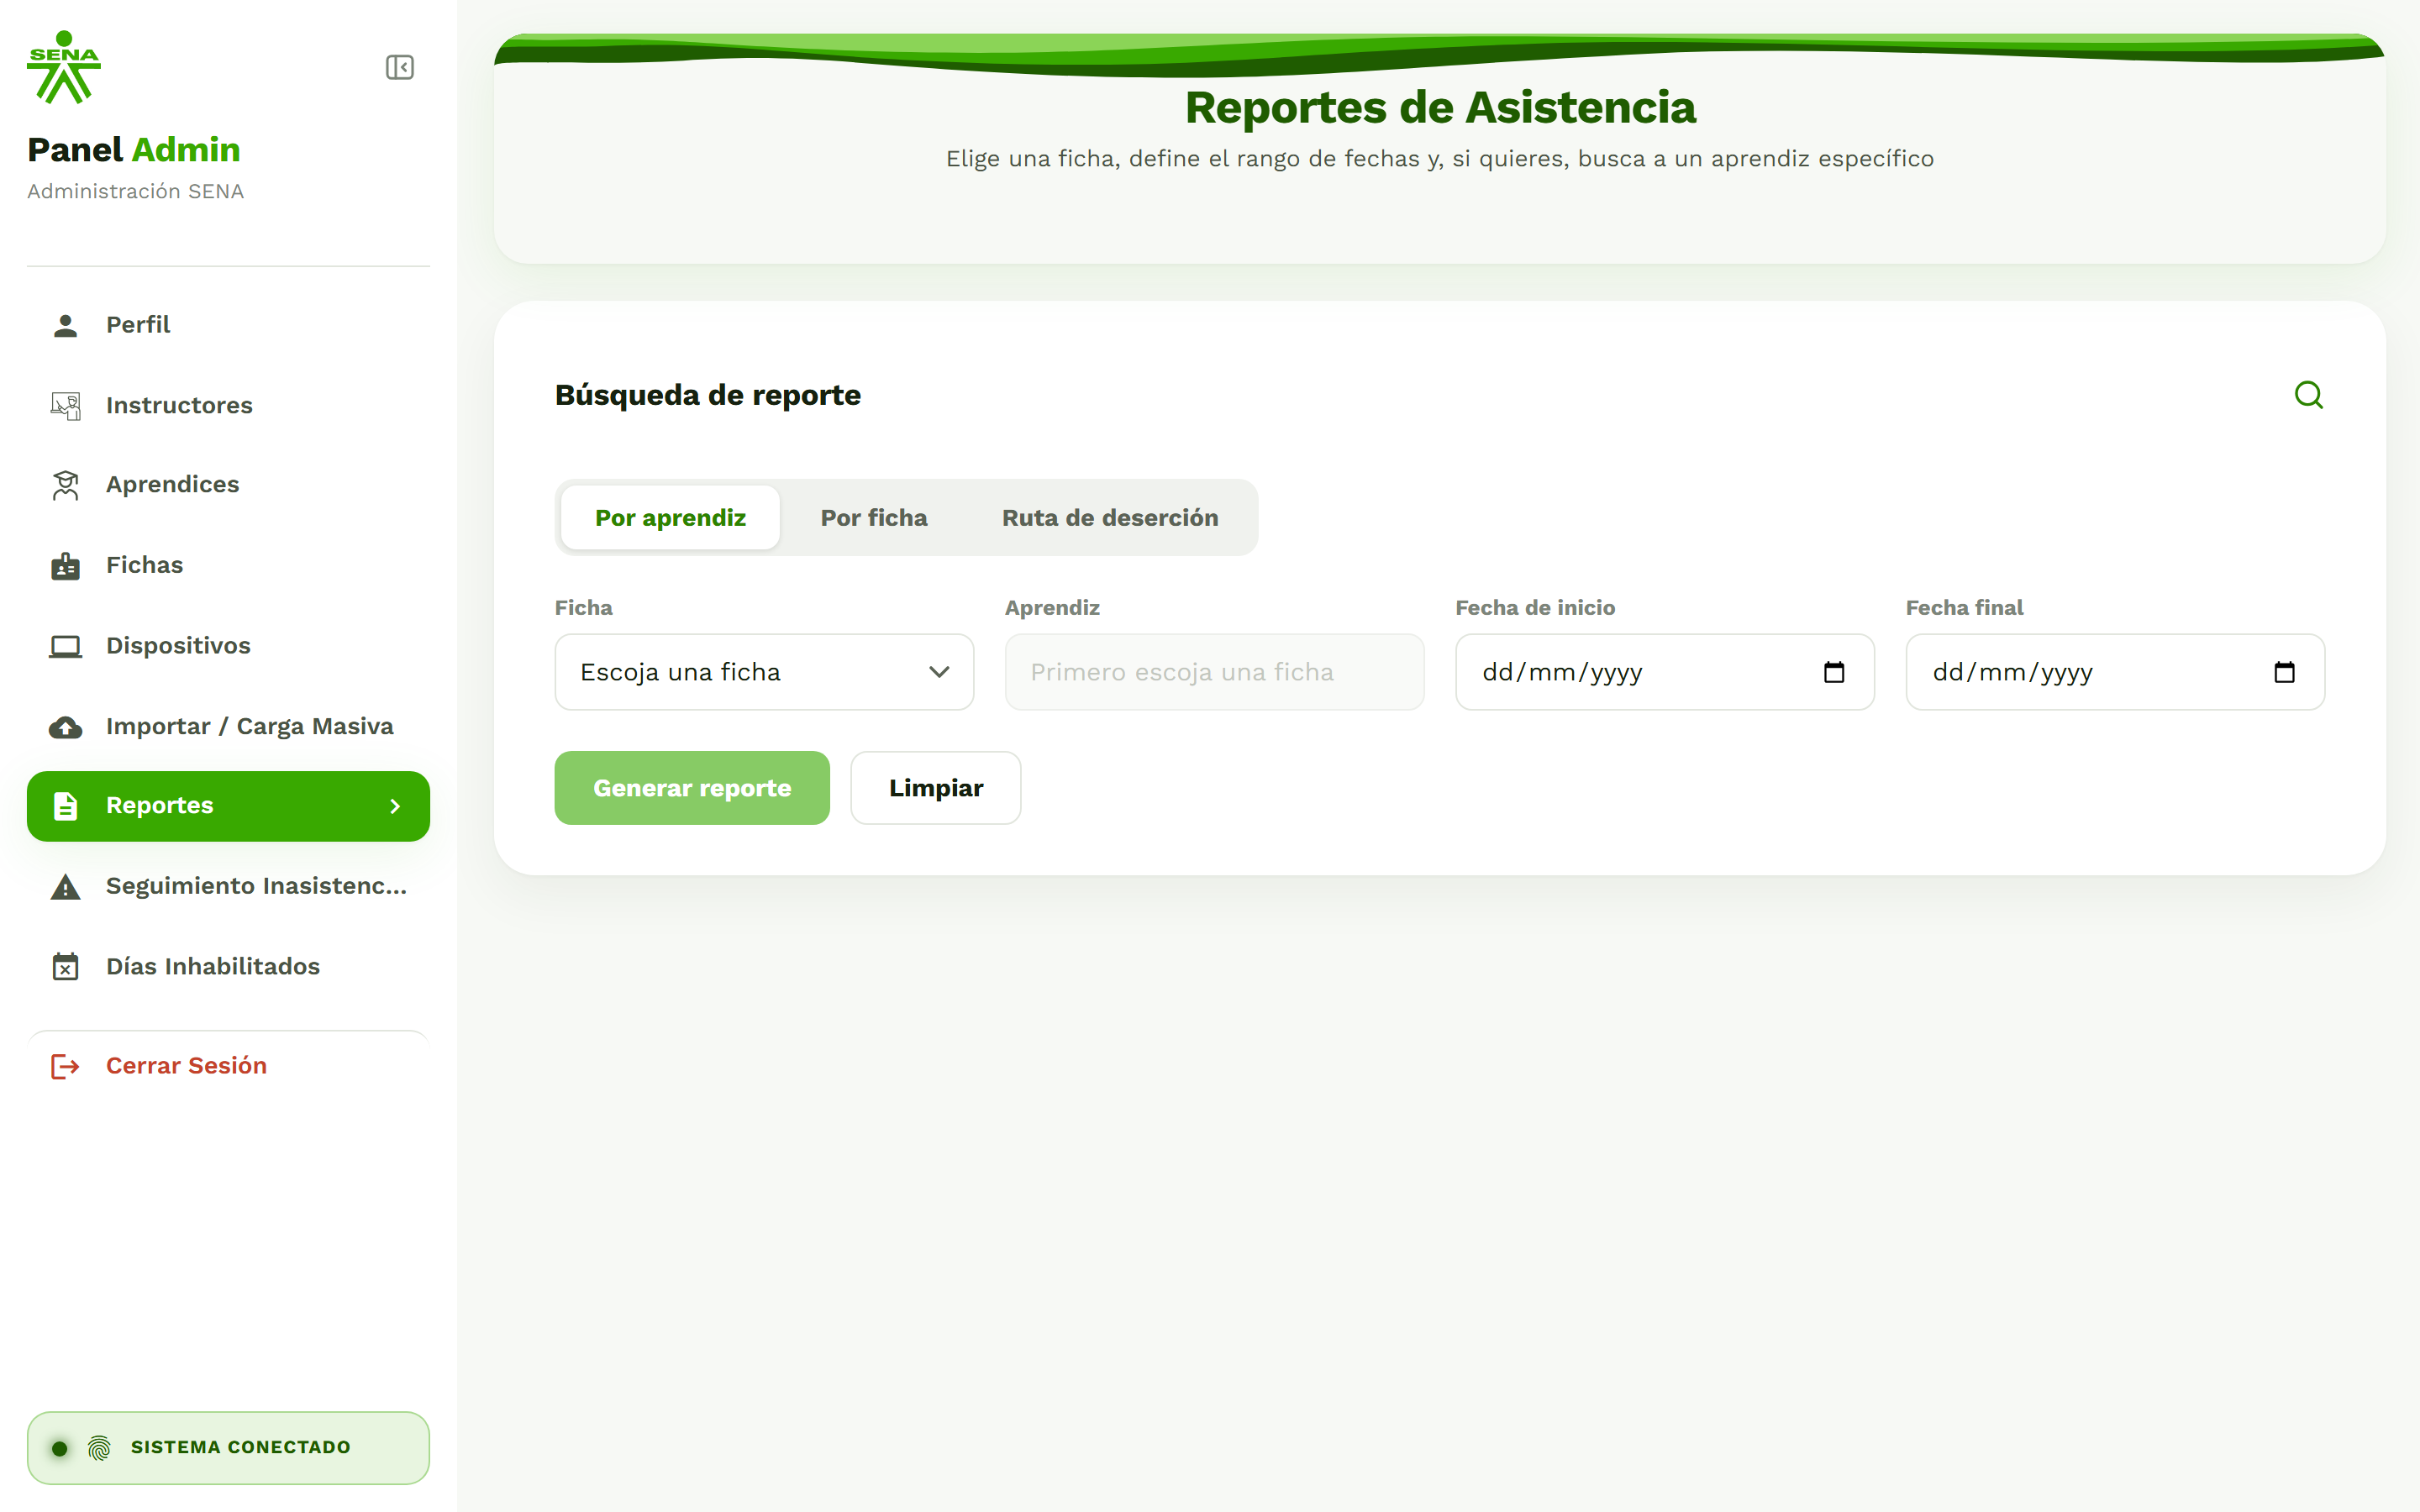 SENA
Panel Admin
Administración SENA
Perfil
Instructores
Aprendices
Fichas
Dispositivos
Importar / Carga Masiva
Reportes
Seguimiento Inasistenc...
Días Inhabilitados
Cerrar Sesión
SISTEMA CONECTADO
Reportes de Asistencia
Elige una ficha, define el rango de fechas y, si quieres, busca a un aprendiz específico
Búsqueda de reporte
Por aprendiz Por ficha Ruta de deserción
Ficha Aprendiz Fecha de inicio Fecha final
Escoja una ficha Primero escoja una ficha dd/mm/yyyy dd/mm/yyyy
Generar reporte Limpiar